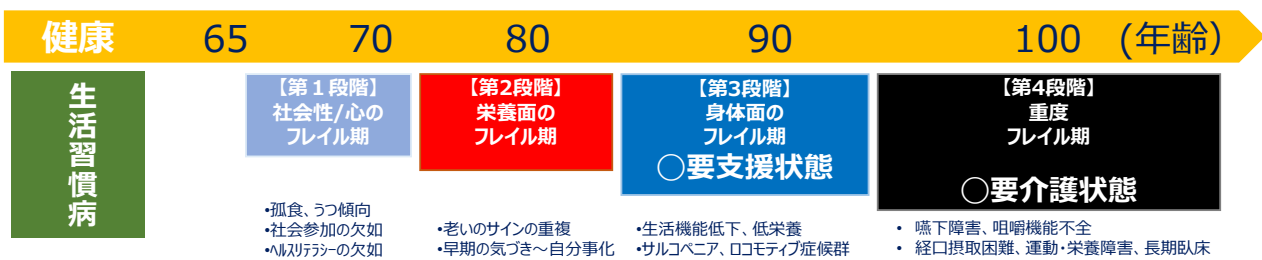 健康 65 70 80 90 100 (年齢)
生活習慣病
【第１段階】
社会性/心の
フレイル期
•孤食、うつ傾向
•社会参加の欠如
•ヘルスリテラシーの欠如
【第2段階】
栄養面の
フレイル期
•老いのサインの重複
•早期の気づき～自分事化
【第3段階】
身体面の
フレイル期
○要支援状態
•生活機能低下、低栄養
•サルコペニア、ロコモティブ症候群
【第4段階】
重度
フレイル期
○要介護状態
• 嚥下障害、咀嚼機能不全
• 経口摂取困難、運動・栄養障害、長期臥床